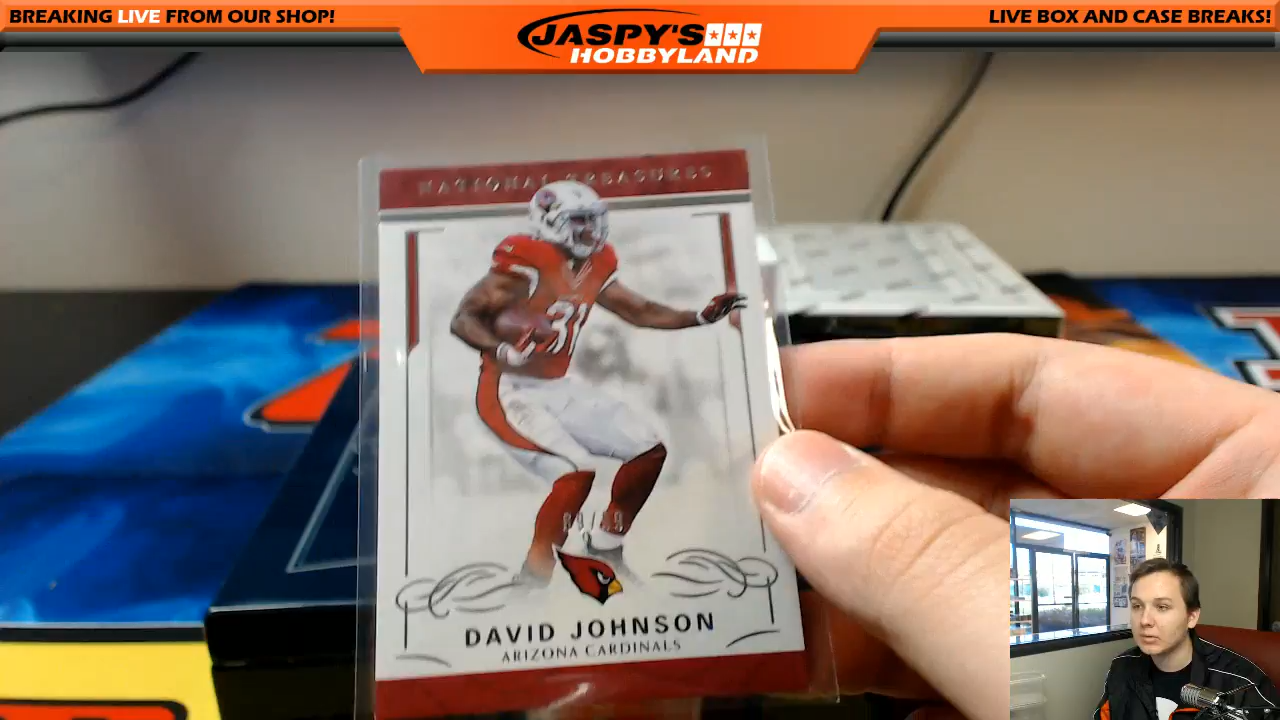 BREAKING LIVE FROM OUR SHOP!
JASPY'S
HOBBYLAND
LIVE BOX AND CASE BREAKS!
NATIONAL TREASURES
31
DAVID JOHNSON
ARIZONA CARDINALS